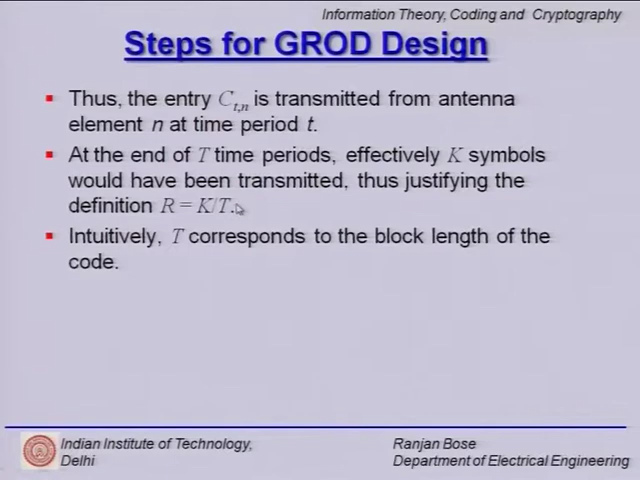 Information Theory, Coding and Cryptography
Steps for GROD Design
Thus, the entry C_{t,n} is transmitted from antenna
element n at time period t.
At the end of T time periods, effectively K symbols
would have been transmitted, thus justifying the
definition R = K/T.
Intuitively, T corresponds to the block length of the
code.
Indian Institute of Technology,
Delhi
Ranjan Bose
Department of Electrical Engineering